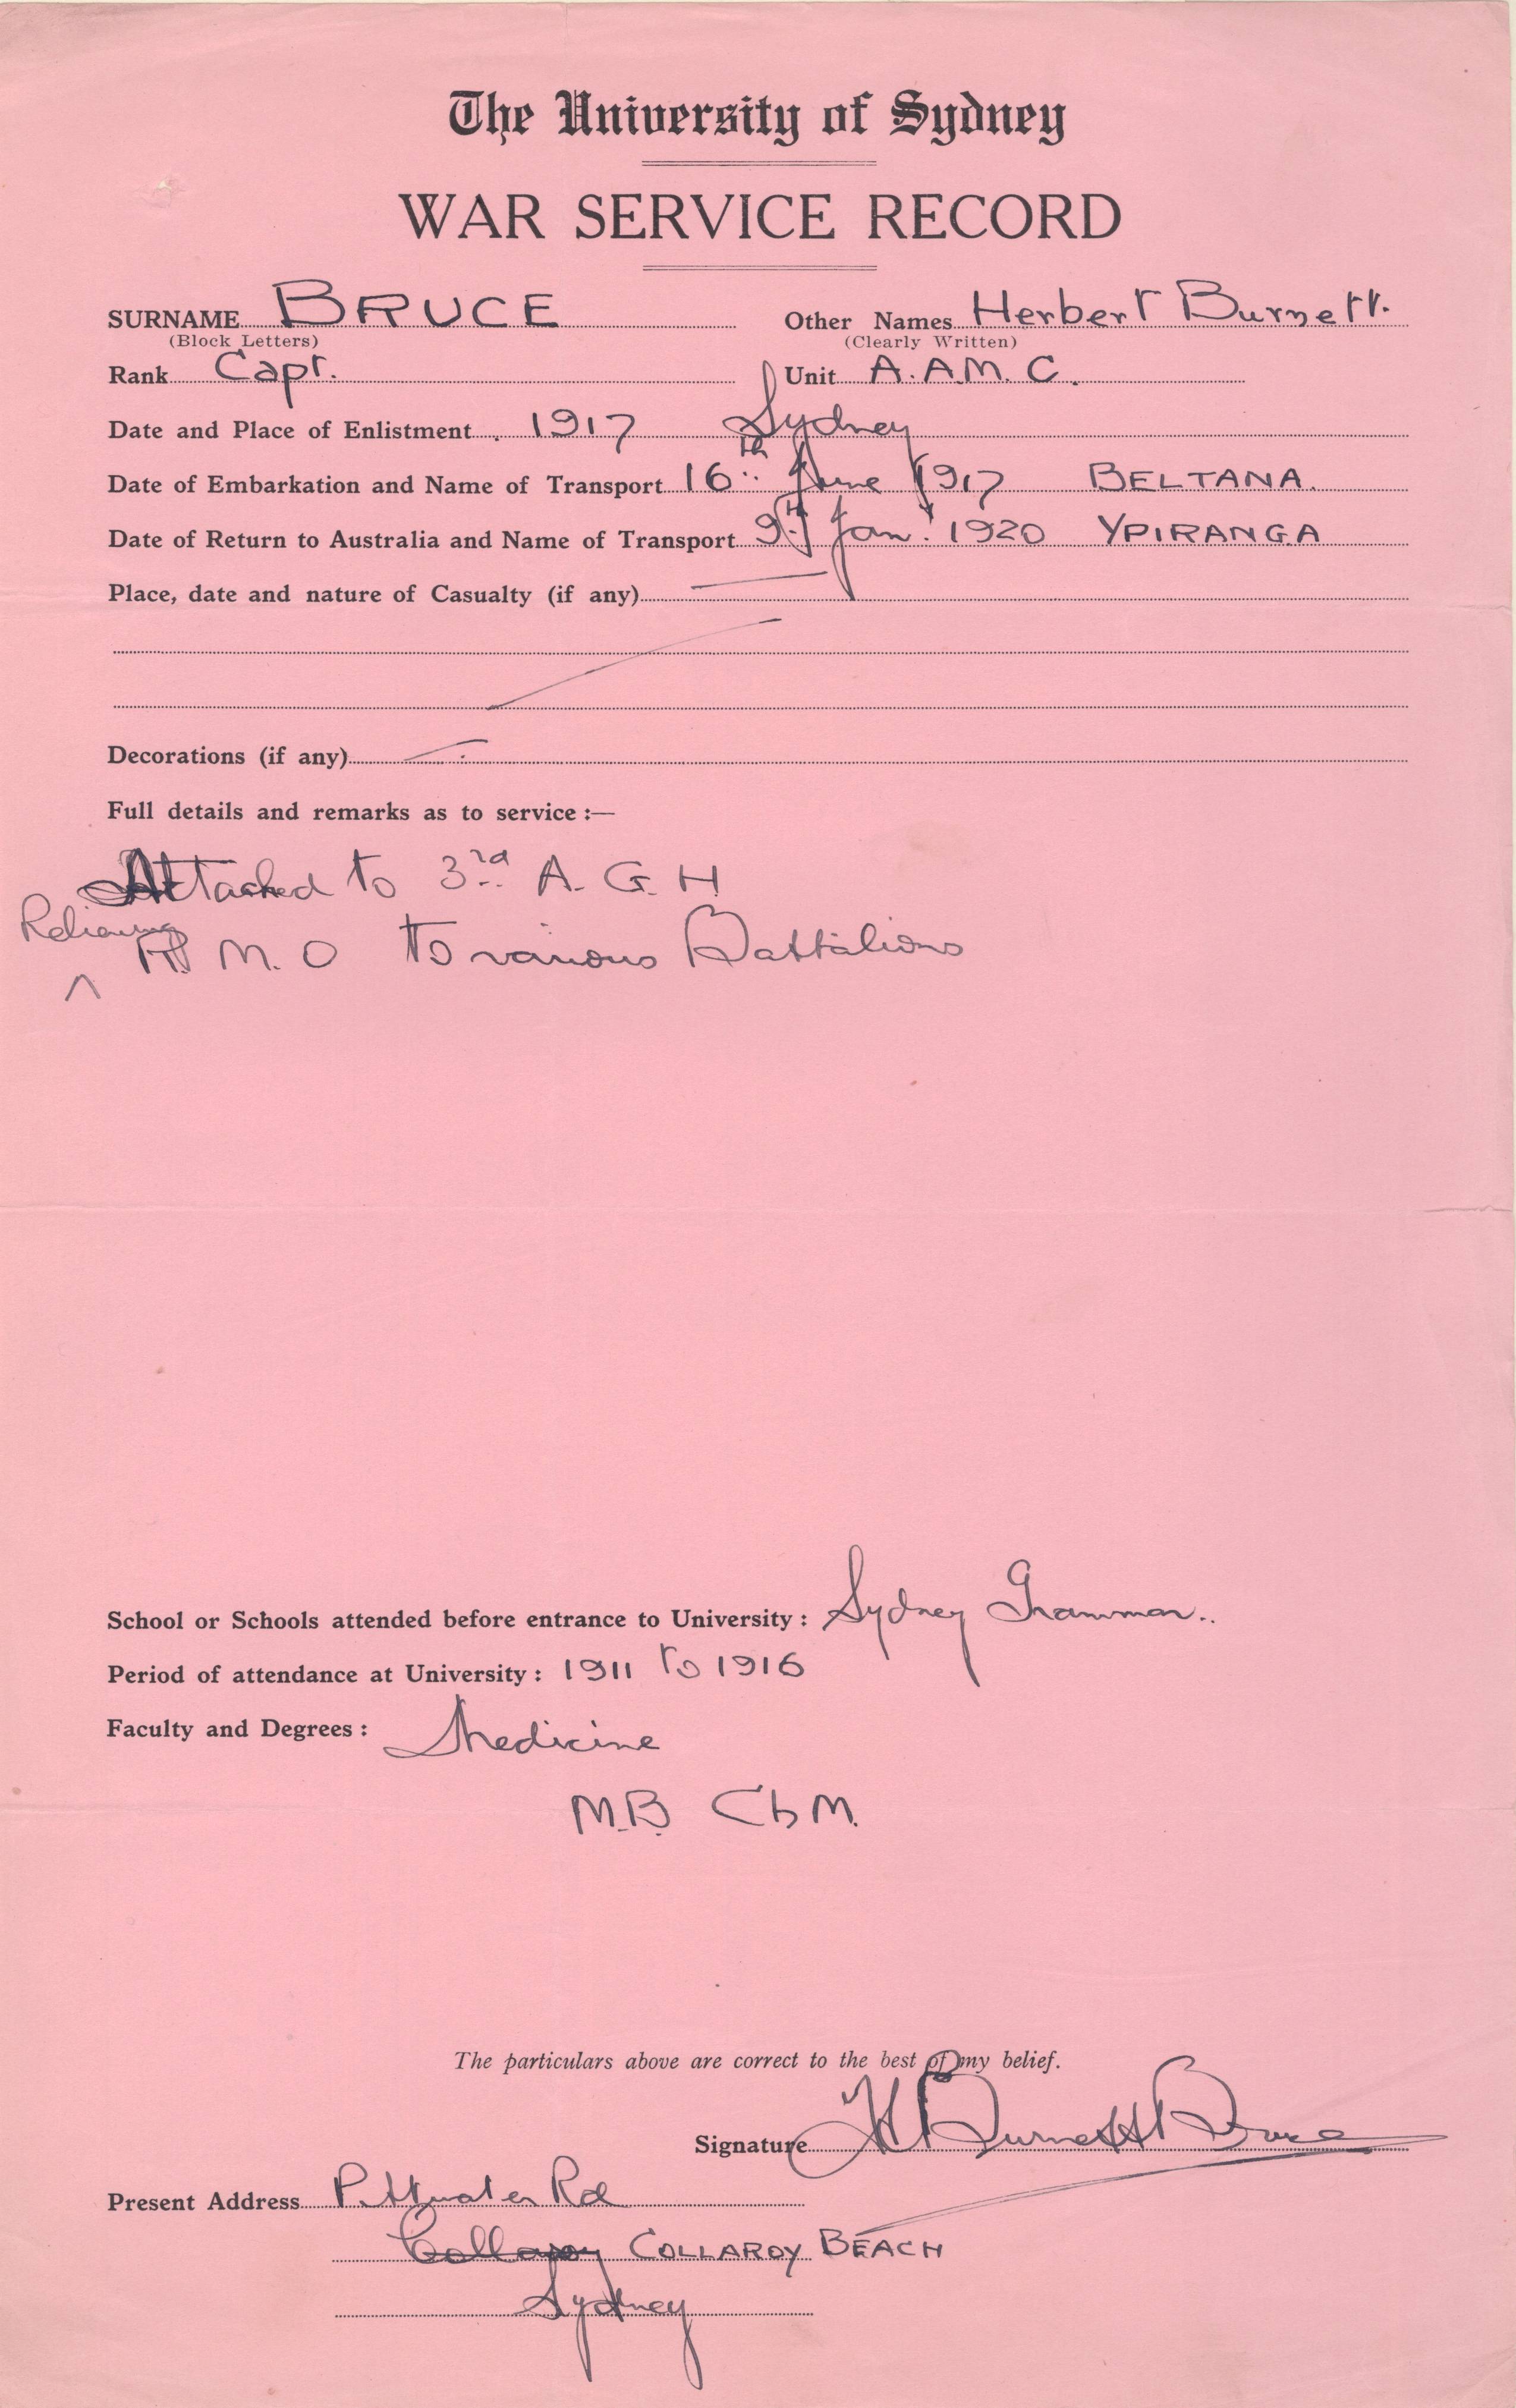 The University of Sydney
WAR SERVICE RECORD
SURNAME BRUCE Other Names Herbert Burnett.
(Block Letters) (Clearly Written)
Rank Capt. Unit A.A.M.C.
Date and Place of Enlistment 1917 Sydney
Date of Embarkation and Name of Transport 16th June 1917 BELTANA.
Date of Return to Australia and Name of Transport 9th Jan. 1920 YPIRANGA
Place, date and nature of Casualty (if any)
Decorations (if any)
Full details and remarks as to service :—
Attached to 3rd A. G. H
Relieving R M. O to various Battalions
School or Schools attended before entrance to University : Sydney Grammar..
Period of attendance at University : 1911 to 1916
Faculty and Degrees : Medicine
M.B. Ch M.
The particulars above are correct to the best of my belief.
Signature H Burnett Bruce
Present Address Pittwater Rd
Collaroy COLLAROY BEACH
Sydney